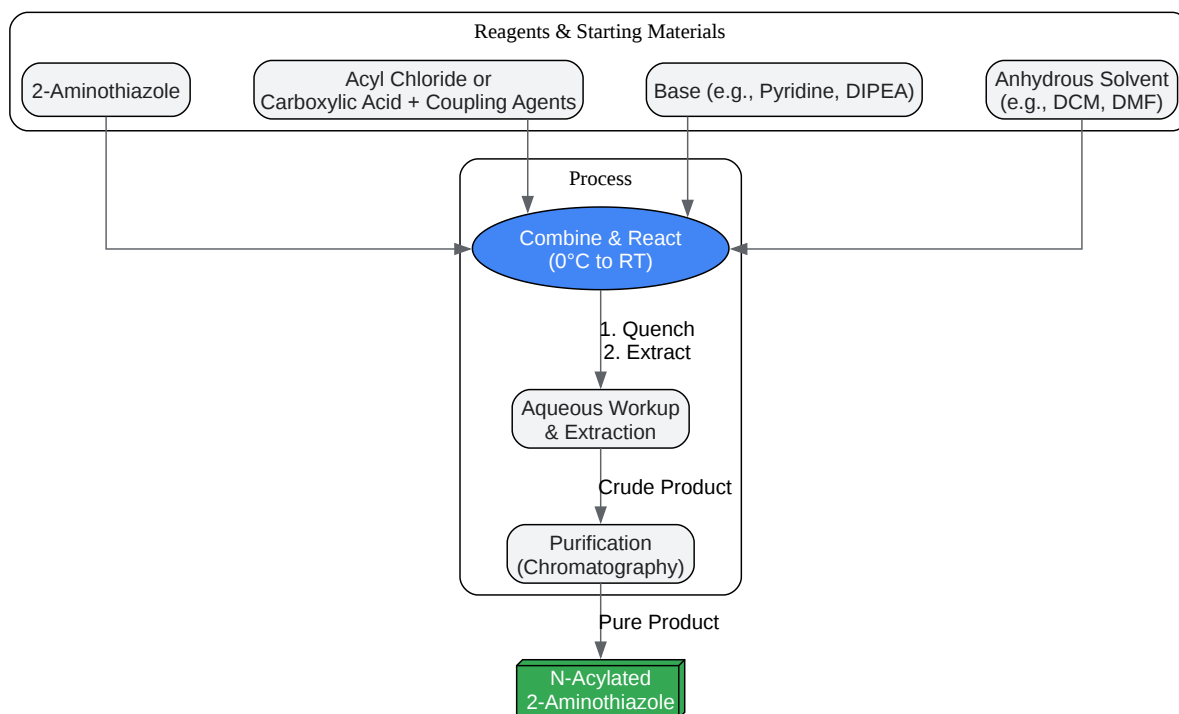 Reagents & Starting Materials
2-Aminothiazole
Acyl Chloride or
Carboxylic Acid + Coupling Agents
Base (e.g., Pyridine, DIPEA)
Anhydrous Solvent
(e.g., DCM, DMF)
Process
Combine & React
(0°C to RT)
1. Quench
2. Extract
Aqueous Workup
& Extraction
Crude Product
Purification
(Chromatography)
Pure Product
N-Acylated
2-Aminothiazole